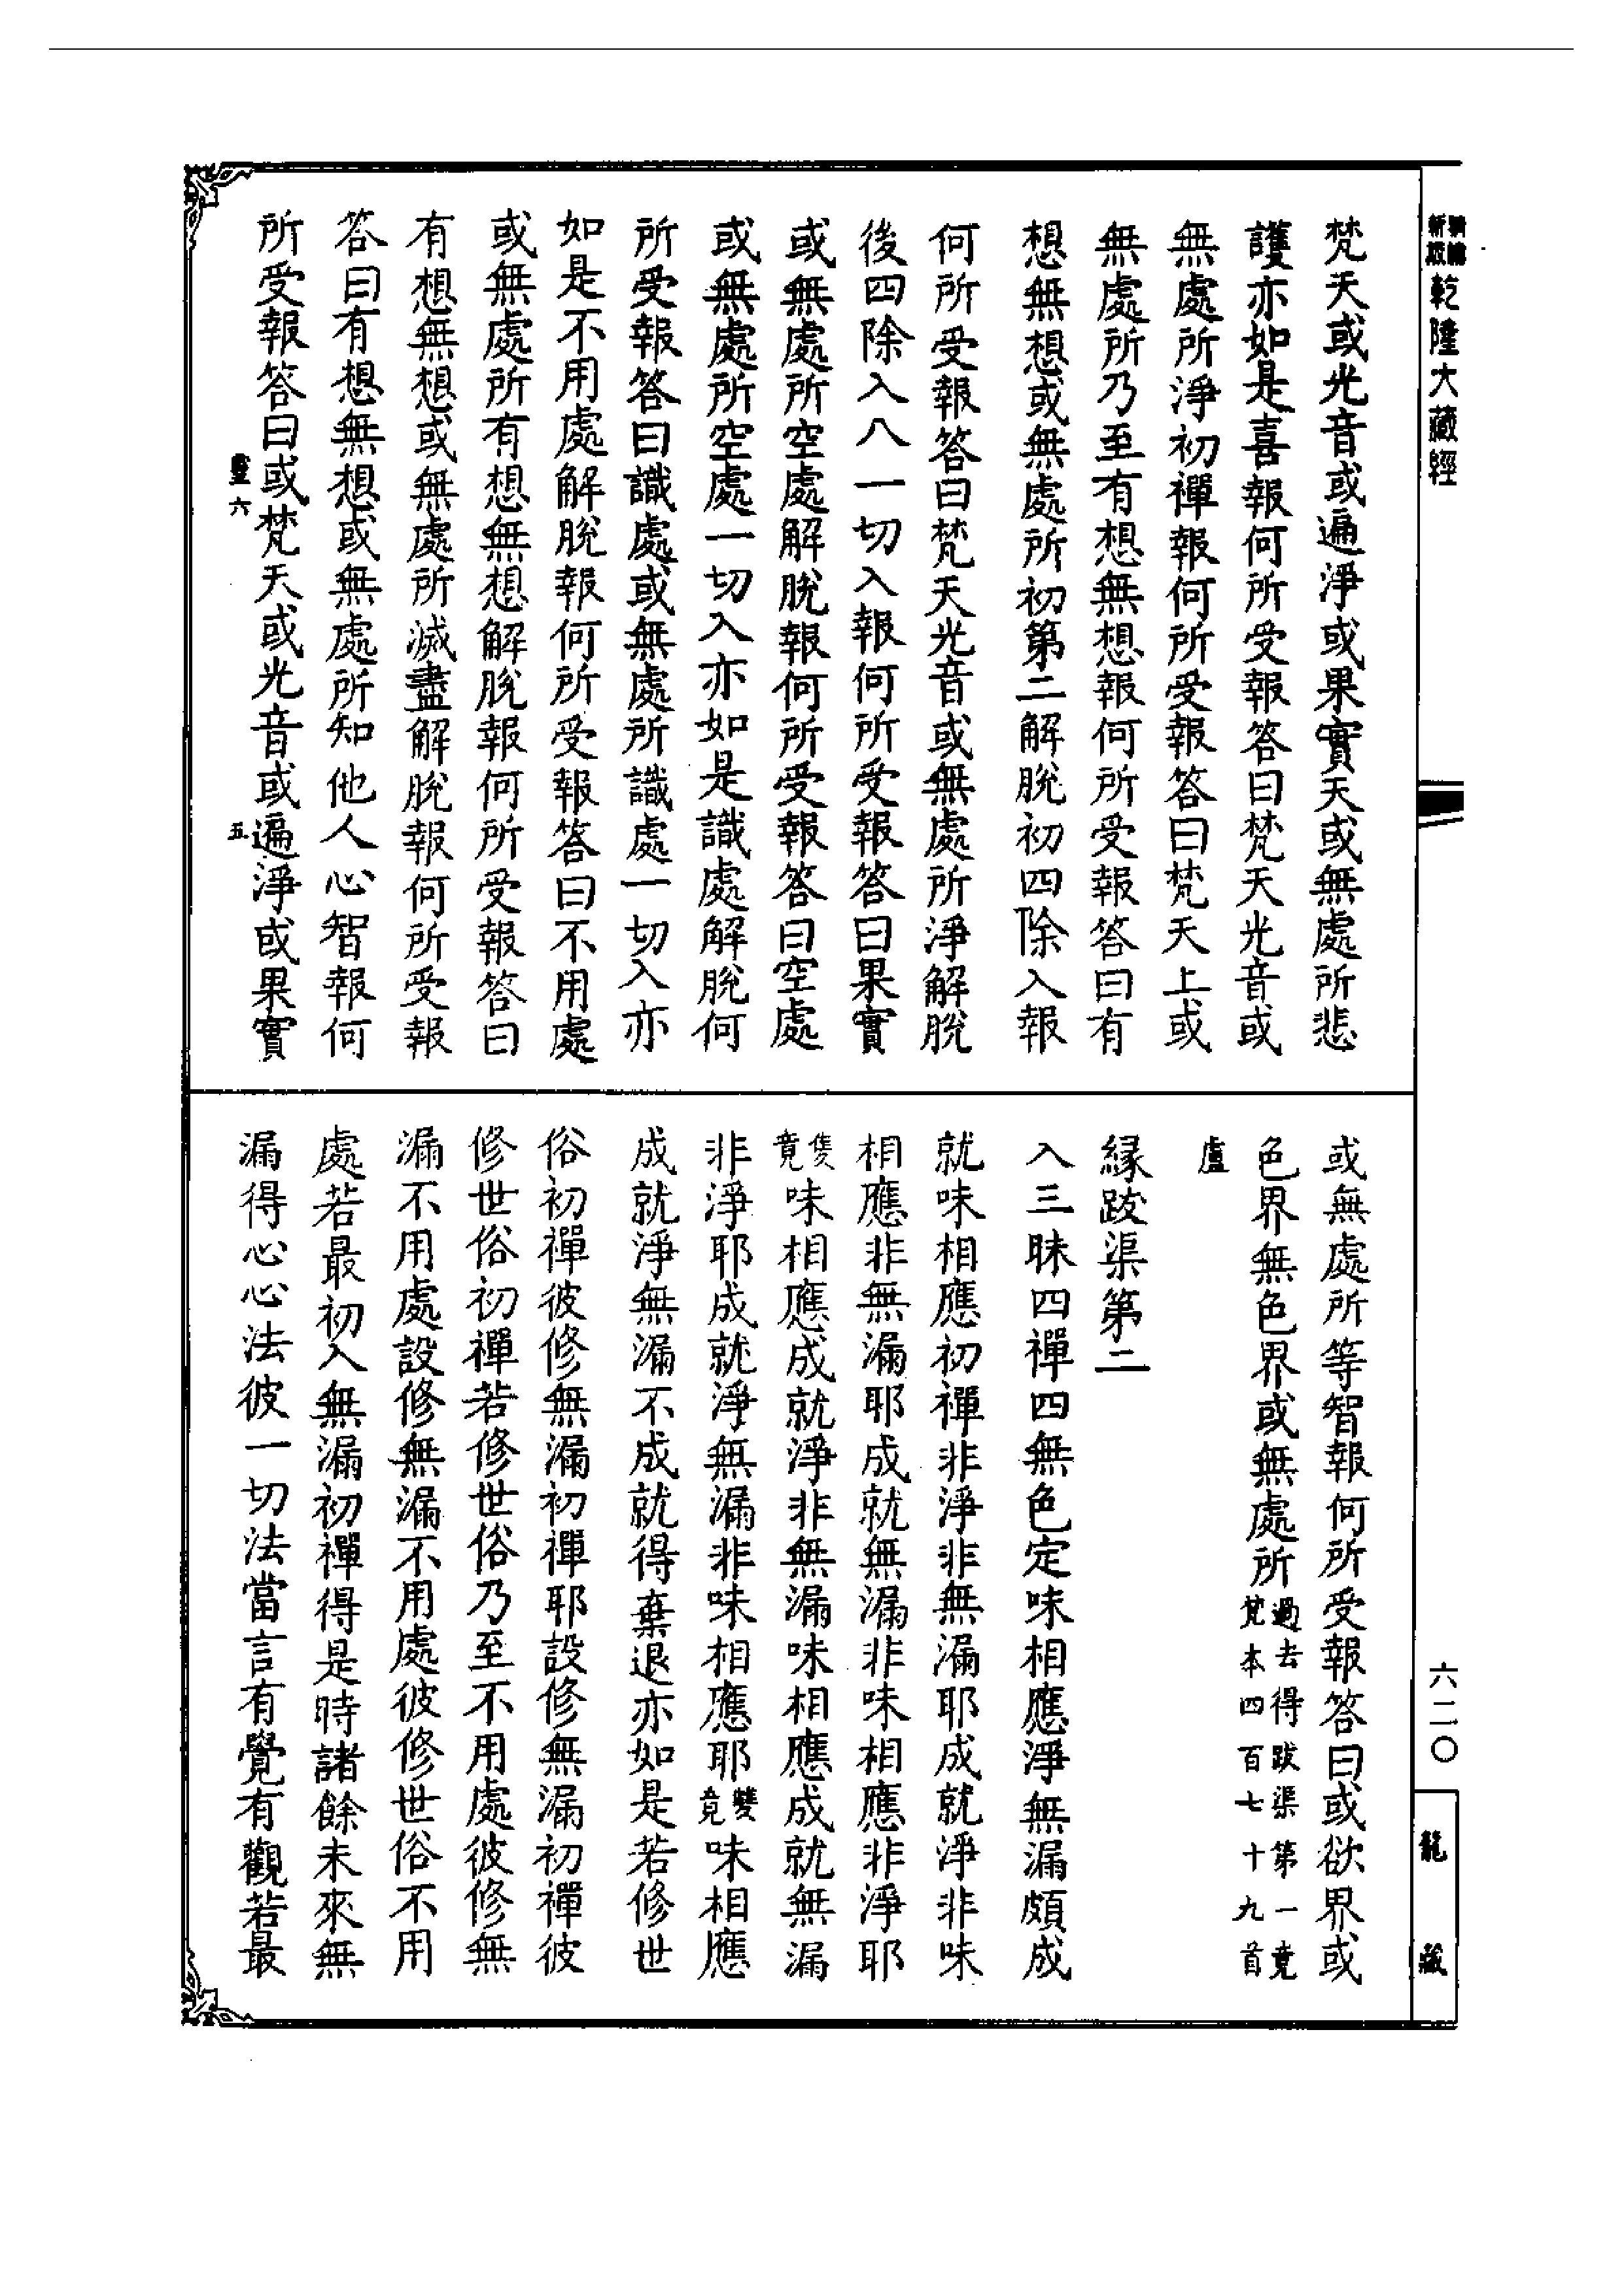 乾隆大藏經
梵天或光音或遍淨或果實天或無處所悲
護亦如是喜報何所受報答曰梵天光音或
無處所淨初禪報何所受報答曰梵天上或
無處所乃至有想無想報何所受報答曰有
想無想或無處所初第二解脫初四除入報
何所受報答曰梵天光音或無處所淨解脫
後四除入八一切入報何所受報答曰果實
或無處所空處解脫報何所受報答曰空處
或無處所空處一切入亦如是識處解脫何
所受報答曰識處或無處所識處一切入亦
如是不用處解脫報何所受報答曰不用處
或無處所有想無想解脫報何所受報答曰
有想無想或無處所滅盡解脫報何所受報
答曰有想無想或無處所知他人心智報何
所受報答曰或梵天或光音或遍淨或果實
靈六
五
或無處所等智報何所受報答曰或欲界或
色界無色界或無處所過去得跋渠第一竟梵本四百七十九首
盧
緣跋渠第二
入三昧四禪四無色定味相應淨無漏頗成
就味相應初禪非淨非無漏耶成就淨非味
相應非無漏耶成就無漏非味相應非淨耶
隻竟味相應成就淨非無漏味相應成就無漏
非淨耶成就淨無漏非味相應耶雙竟味相應
成就淨無漏不成就得棄退亦如是若修世
俗初禪彼修無漏初禪耶設修無漏初禪彼
修世俗初禪若修世俗乃至不用處彼修無
漏不用處設修無漏不用處彼修世俗不用
處若最初入無漏初禪得是時諸餘未來無
漏得心心法彼一切法當言有覺有觀若最
六二〇
龍藏